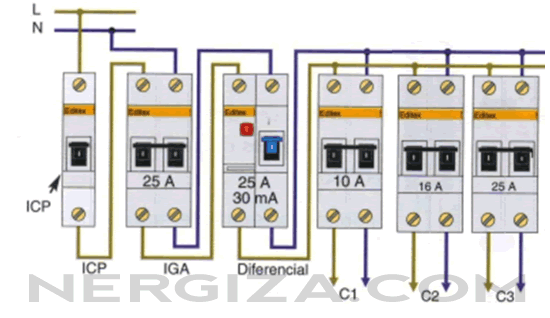 L
N
Editex
Editex
Editex
Editex
Editex
Editex
25 A
25 A
30 mA
10 A
16 A
25 A
ICP
ICP
IGA
Diferencial
C1
C2
C3
NERGIZA.COM